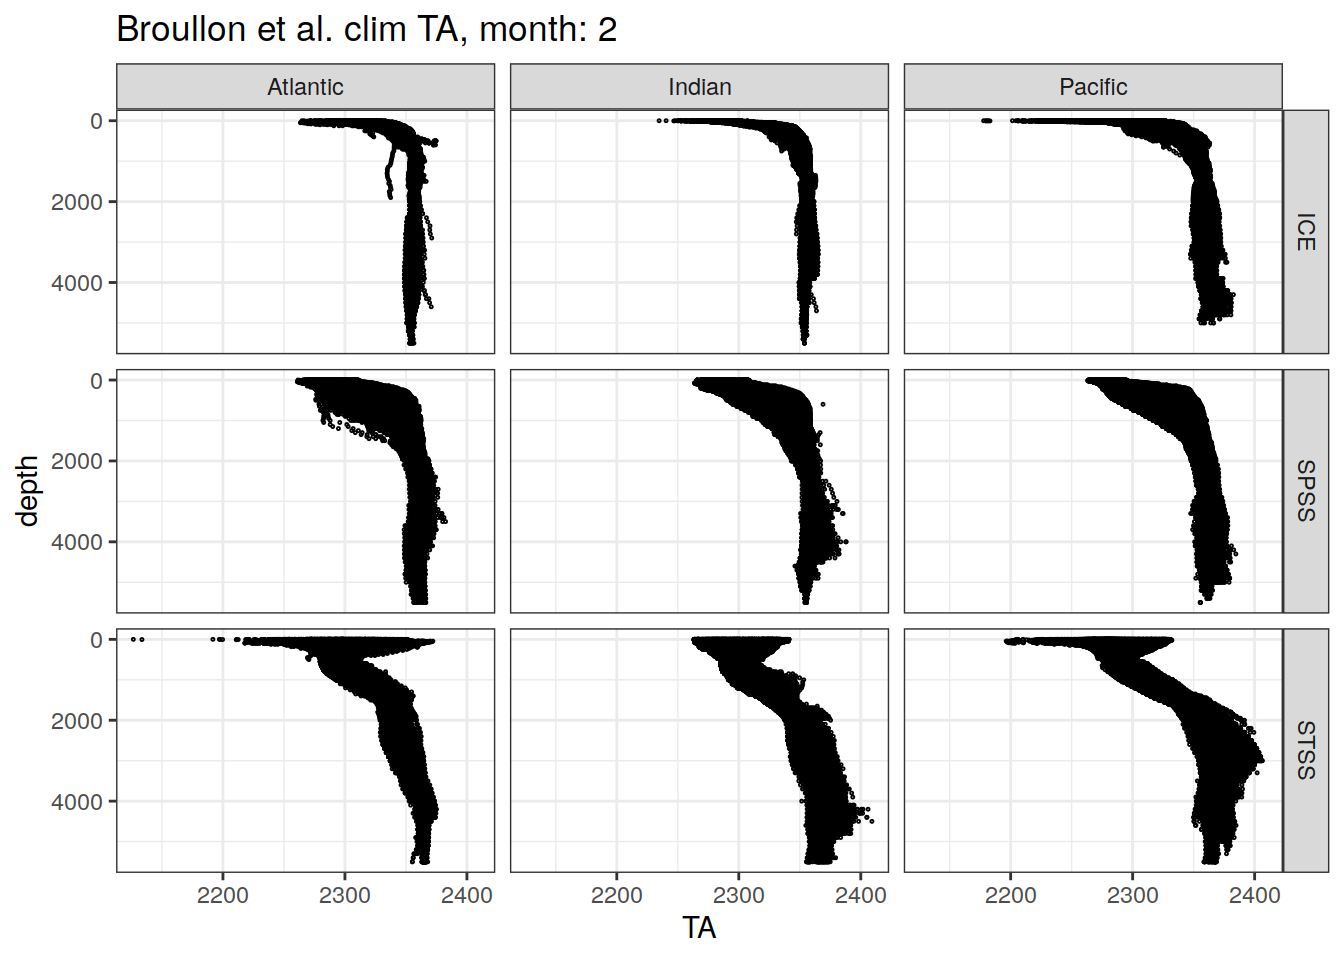 Broullon et al. clim TA, month: 2
Atlantic Indian Pacific
0
2000
4000
ICE
0
2000
4000
SPSS
0
2000
4000
STSS
depth
2200 2300 2400 2200 2300 2400 2200 2300 2400
TA